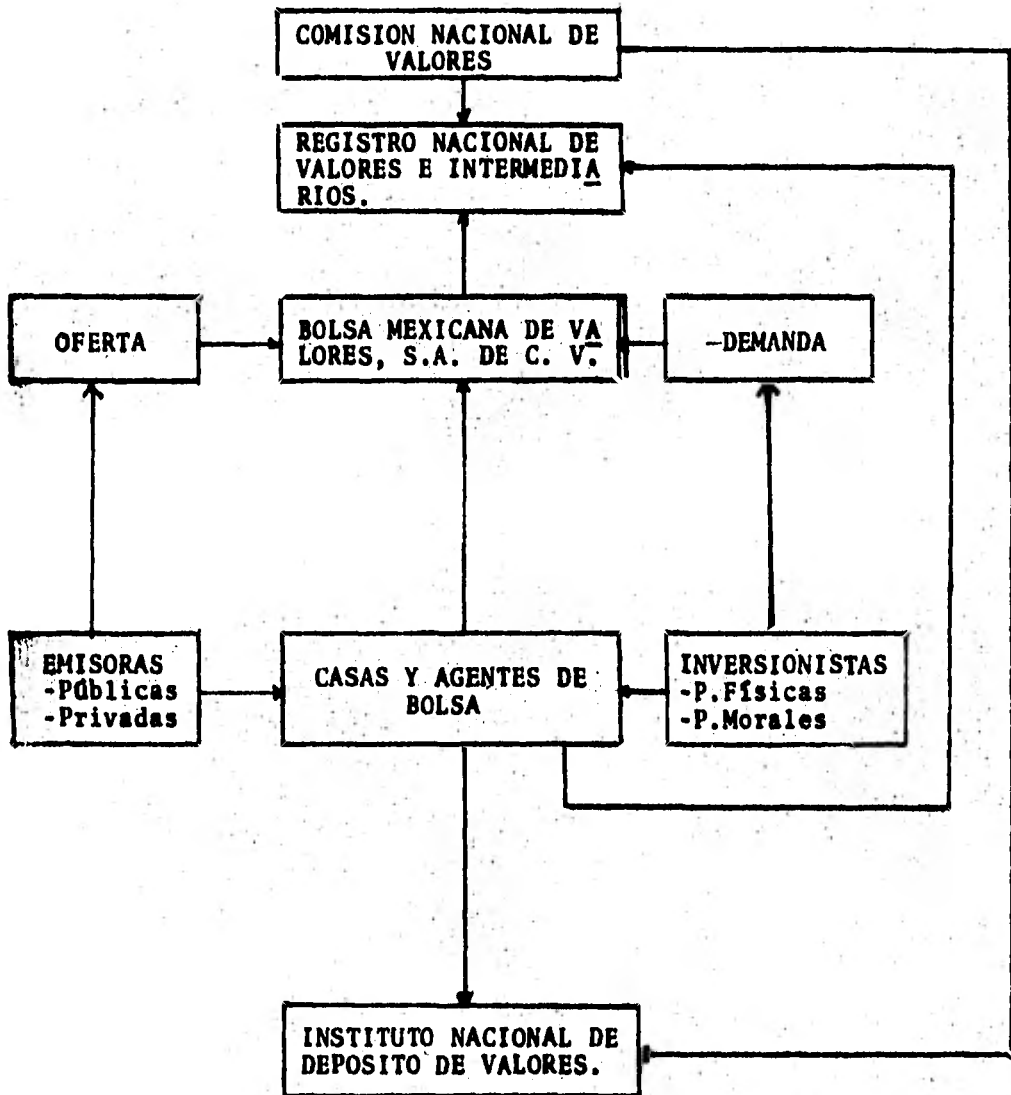 COMISION NACIONAL DE
VALORES
REGISTRO NACIONAL DE
VALORES E INTERMEDIA
RIOS.
OFERTA
BOLSA MEXICANA DE VA
LORES, S.A. DE C. V.
-DEMANDA
EMISORAS
-Públicas
-Privadas
CASAS Y AGENTES DE
BOLSA
INVERSIONISTAS
-P.Físicas
-P.Morales
INSTITUTO NACIONAL DE
DEPOSITO DE VALORES.